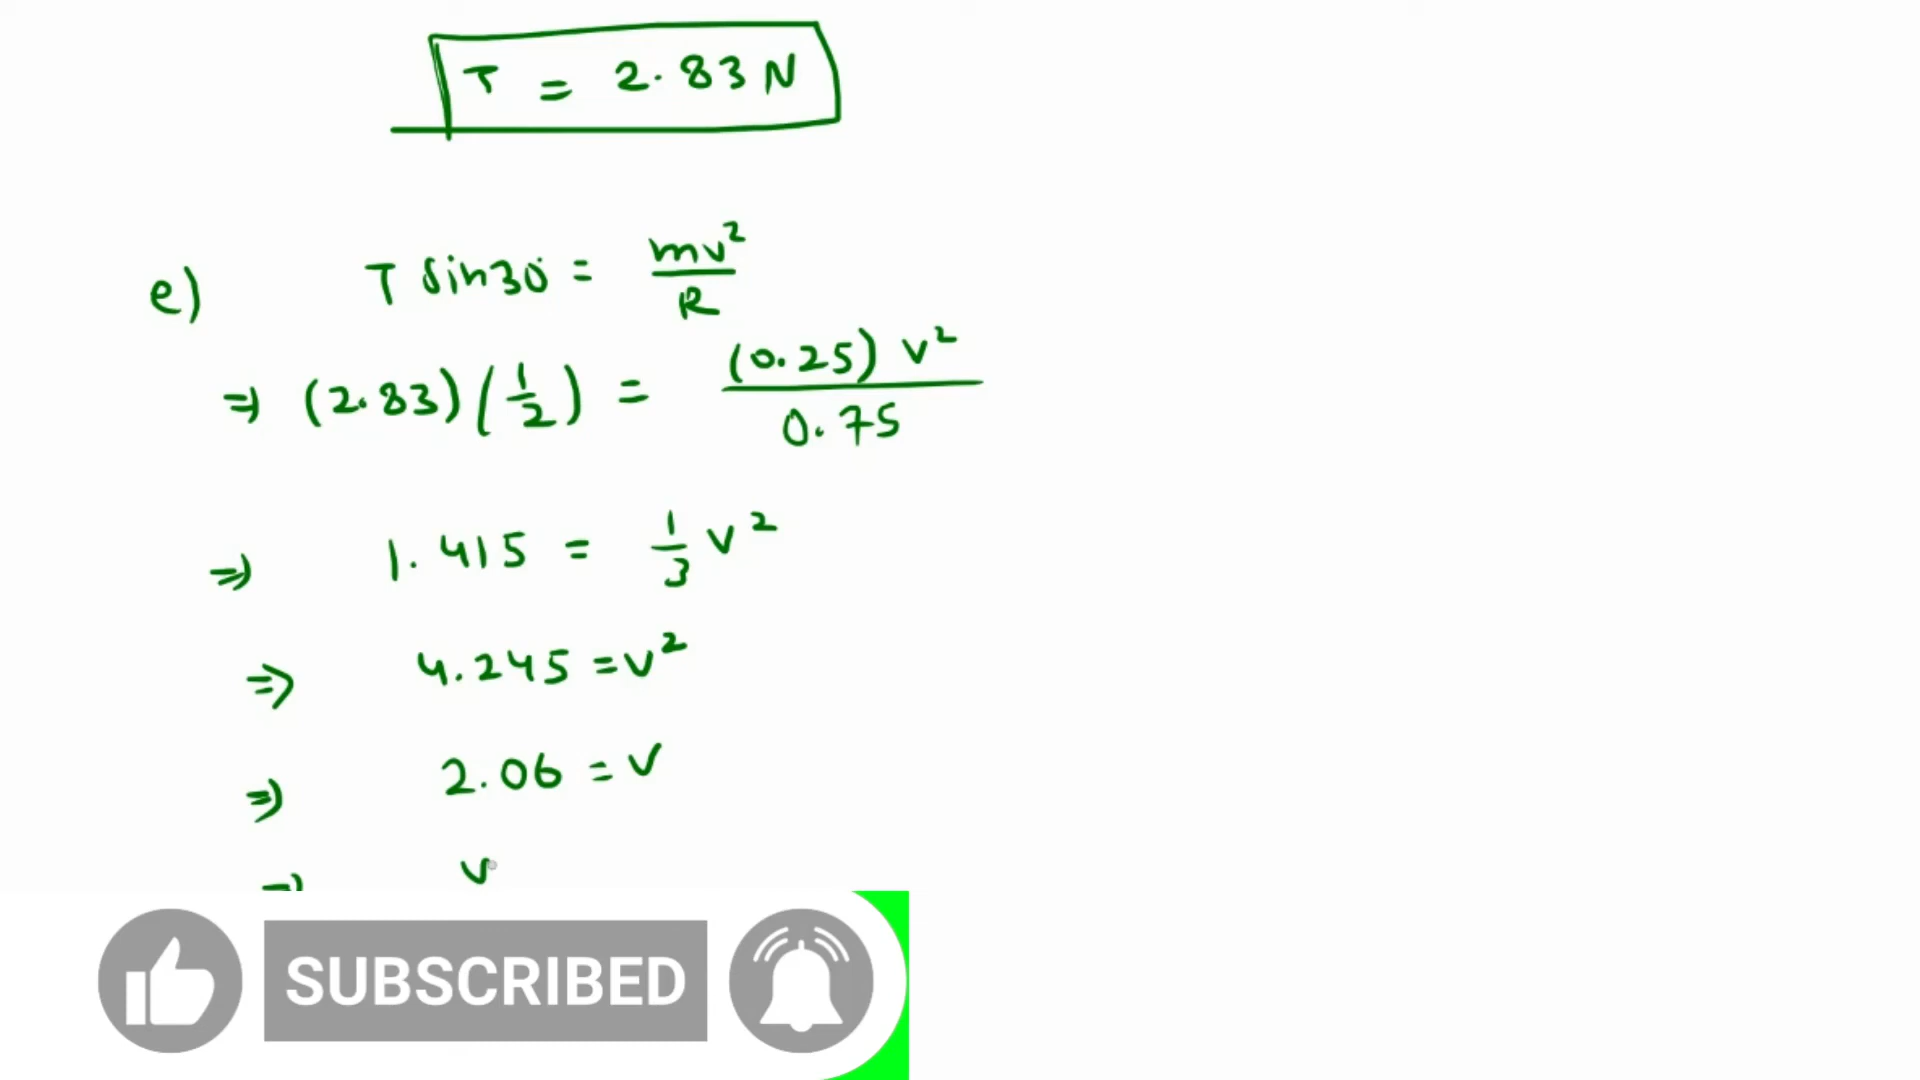 T = 2.83 N
e) T sin30° = mv²/R
⇒ (2.83)(1/2) = (0.25) v²/0.75
⇒ 1.415 = 1/3 v²
⇒ 4.245 = v²
⇒ 2.06 = v
⇒ v
SUBSCRIBED